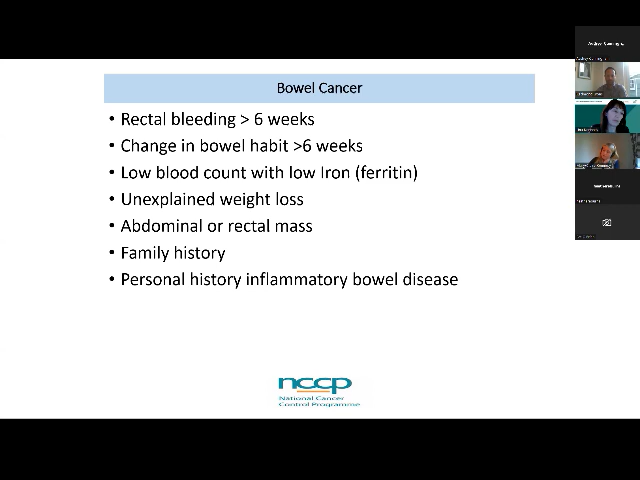 Bowel Cancer
• Rectal bleeding > 6 weeks
• Change in bowel habit >6 weeks
• Low blood count with low Iron (ferritin)
• Unexplained weight loss
• Abdominal or rectal mass
• Family history
• Personal history inflammatory bowel disease
nccp
National Cancer
Control Programme